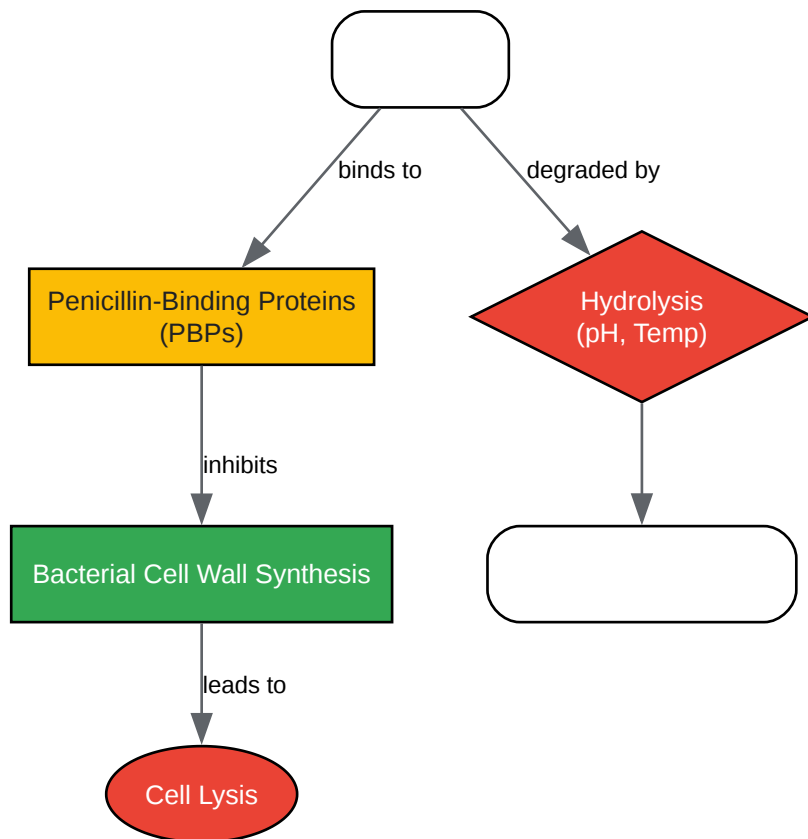 binds to
degraded by
Penicillin-Binding Proteins
(PBPs)
Hydrolysis
(pH, Temp)
inhibits
Bacterial Cell Wall Synthesis
leads to
Cell Lysis